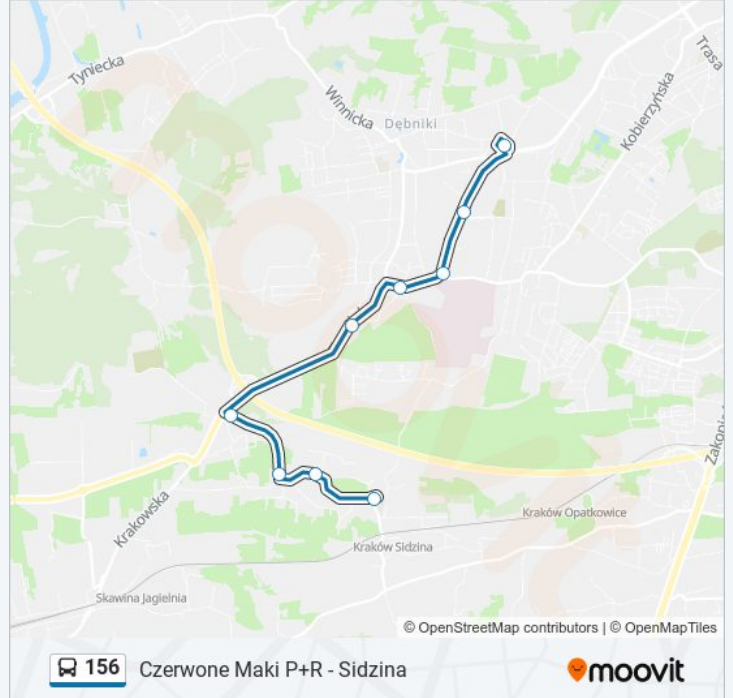 Tyniecka
Trasa
Winnicka
Dębniki
Kobierzyńska
Zakopi
Krakowska
Kraków Opatkowice
Kraków Sidzina
Skawina Jagielnia
© OpenStreetMap contributors | © OpenMapTiles
156 Czerwone Maki P+R - Sidzina
moovit